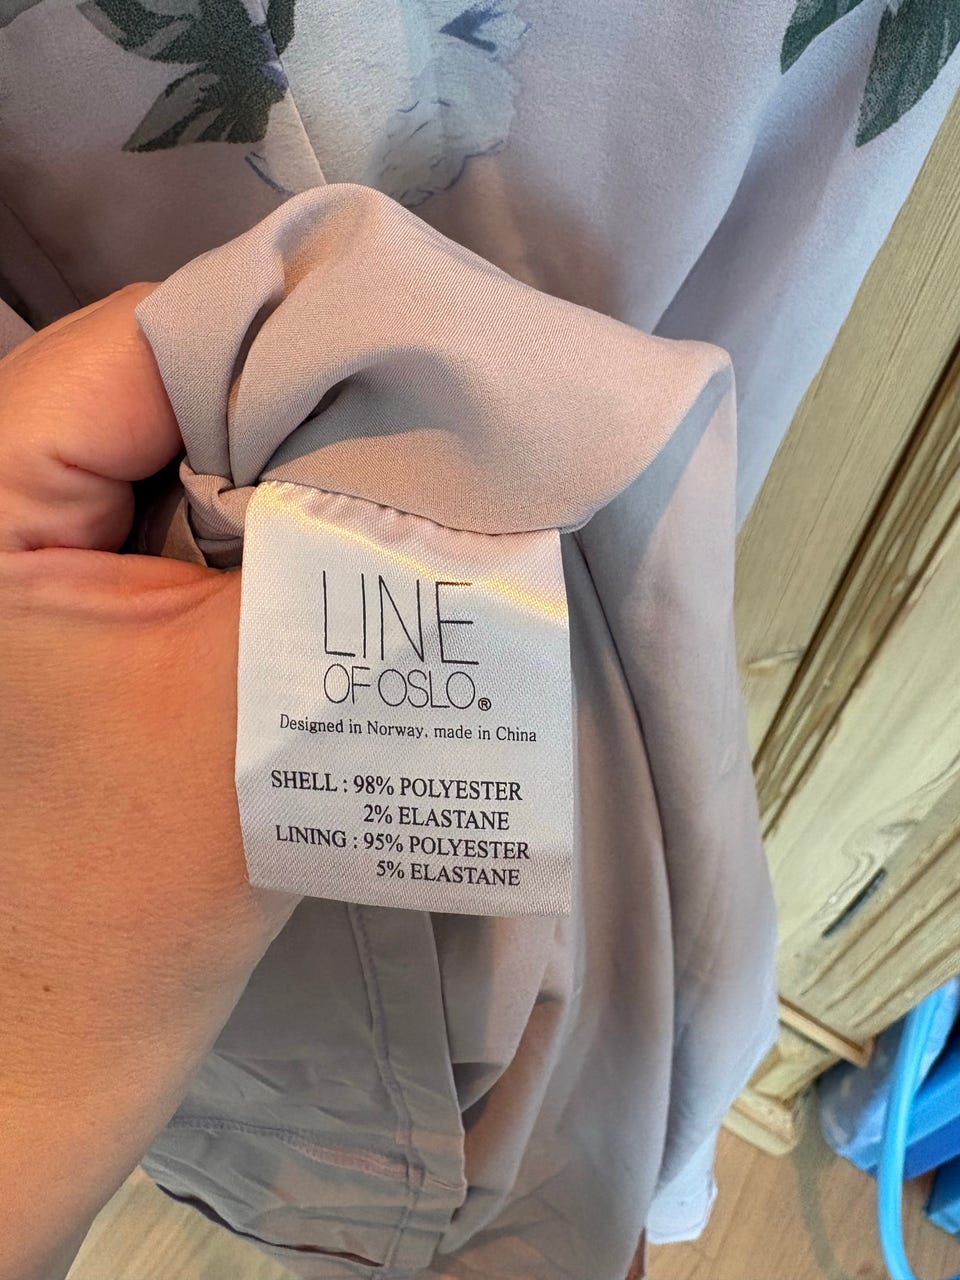 LINE
OF OSLO®
Designed in Norway, made in China
SHELL : 98% POLYESTER
2% ELASTANE
LINING : 95% POLYESTER
5% ELASTANE